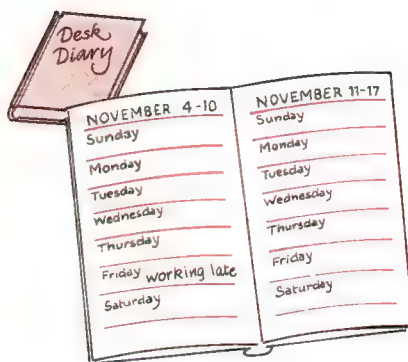 Desk
Diary
NOVEMBER 4-10
Sunday
Monday
Tuesday
Wednesday
Thursday
Friday working late
Saturday
NOVEMBER 11-17
Sunday
Monday
Tuesday
Wednesday
Thursday
Friday
Saturday